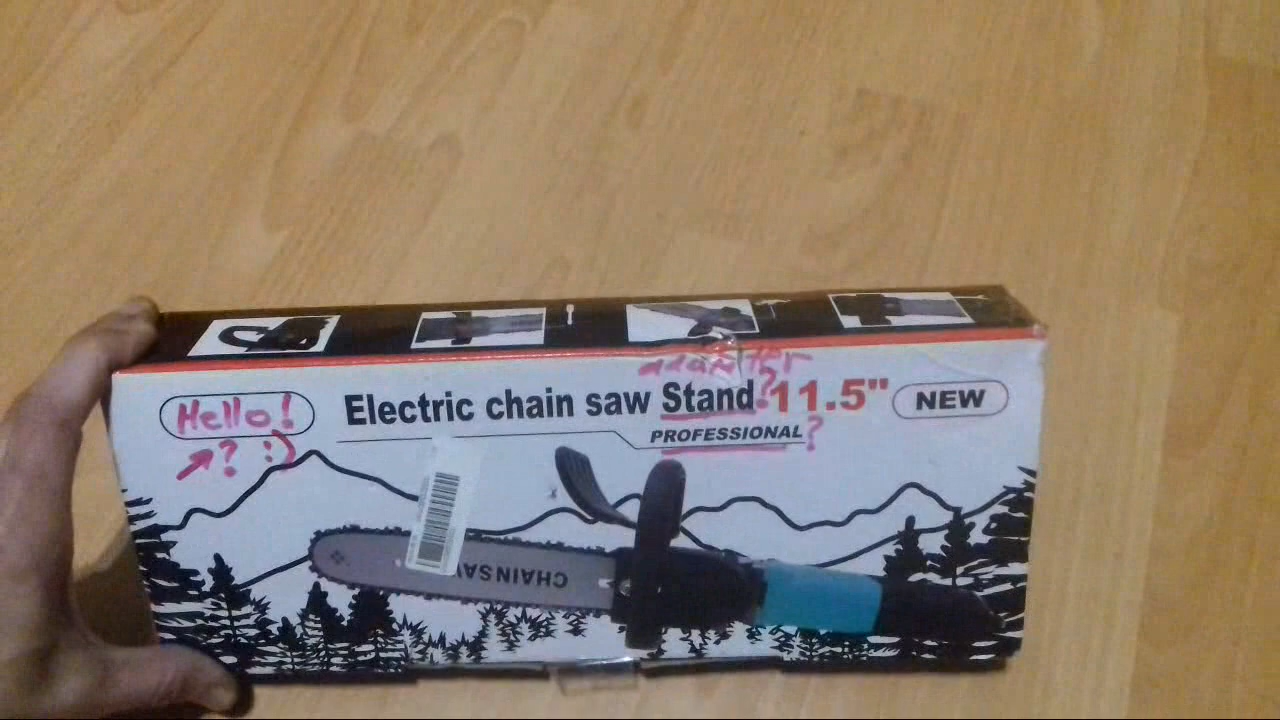 adapter
Hello!
Electric chain saw Stand? 11.5"
NEW
? :)
PROFESSIONAL?
CHAINSAW